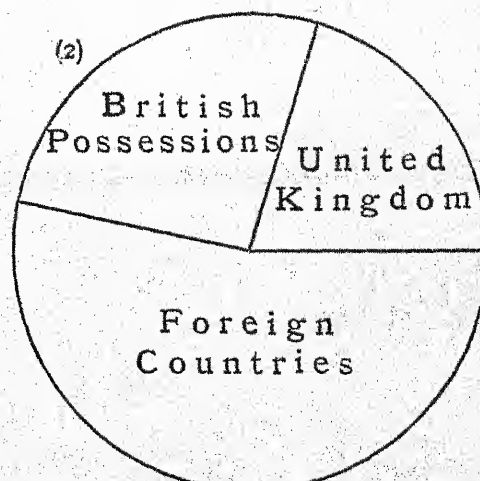 (2)
British
Possessions
United
Kingdom
Foreign
Countries